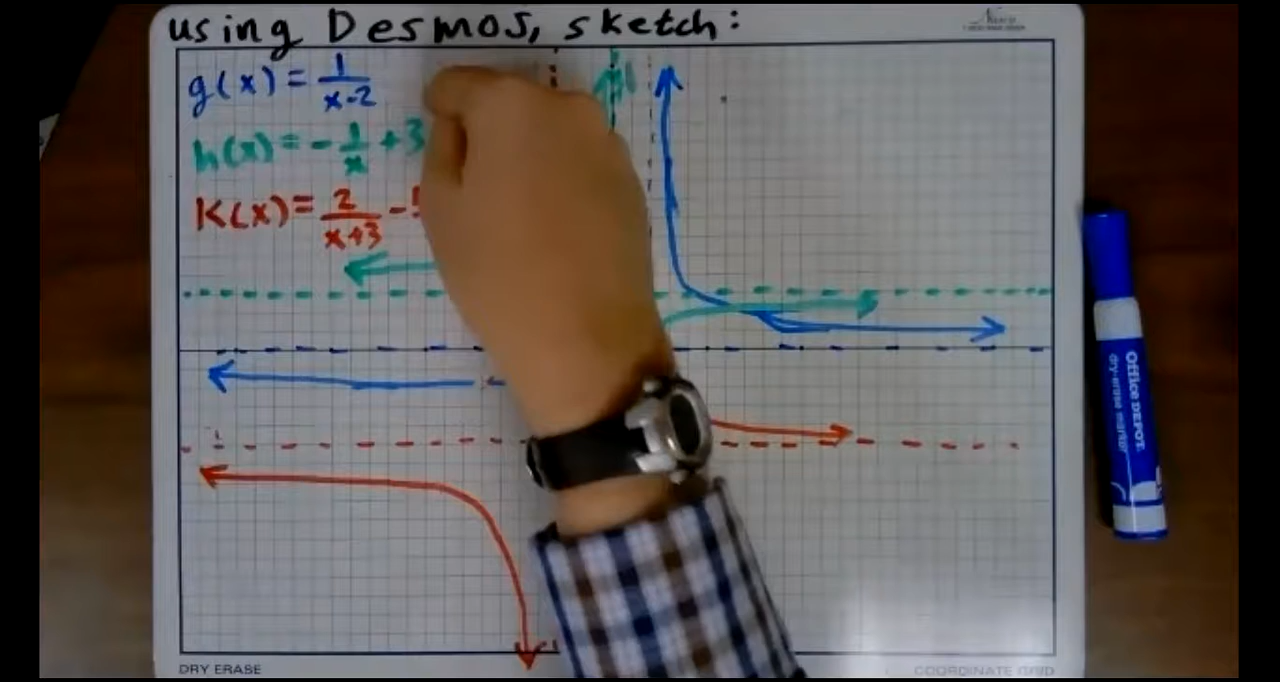 using Desmos, sketch:
g(x) = 1/(x-2)
h(x) = - 1/x + 3
K(x) = 2/(x+3) -
Office DEPOT
dry-erase marker
DRY ERASE
COORDINATE GRID